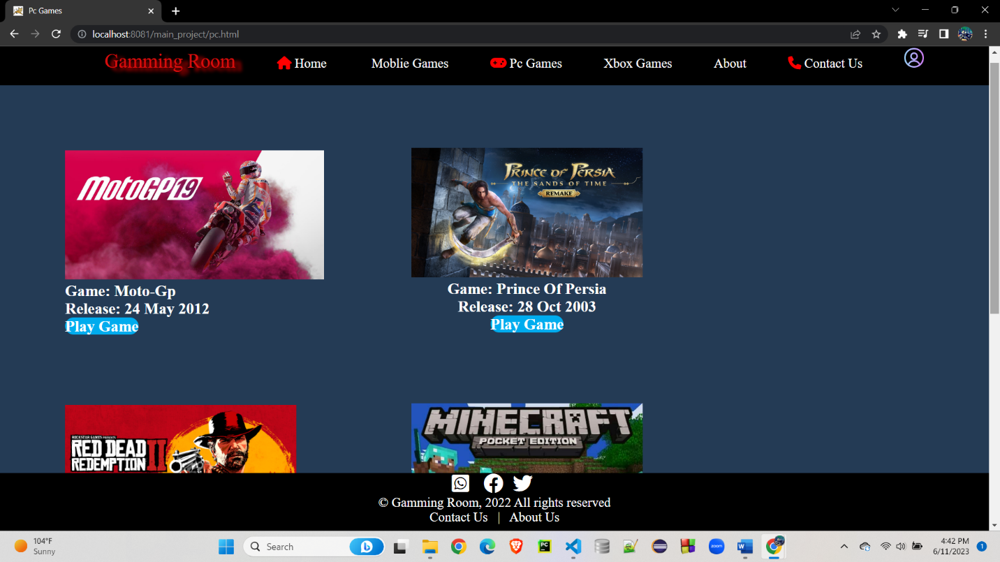 Pc Games
localhost:8081/main_project/pc.html
Gamming Room
Home
Moblie Games
Pc Games
Xbox Games
About
Contact Us
MotoGP19
PRINCE OF PERSIA
THE SANDS OF TIME
REMAKE
Game: Moto-Gp
Release: 24 May 2012
Play Game
Game: Prince Of Persia
Release: 28 Oct 2003
Play Game
ROCKSTAR GAMES PRESENTS
RED DEAD
REDEMPTION II
MINECRAFT
POCKET EDITION
© Gamming Room, 2022 All rights reserved
Contact Us | About Us
104°F
Sunny
Search
PC
zoom
W
4:42 PM
6/11/2023
1